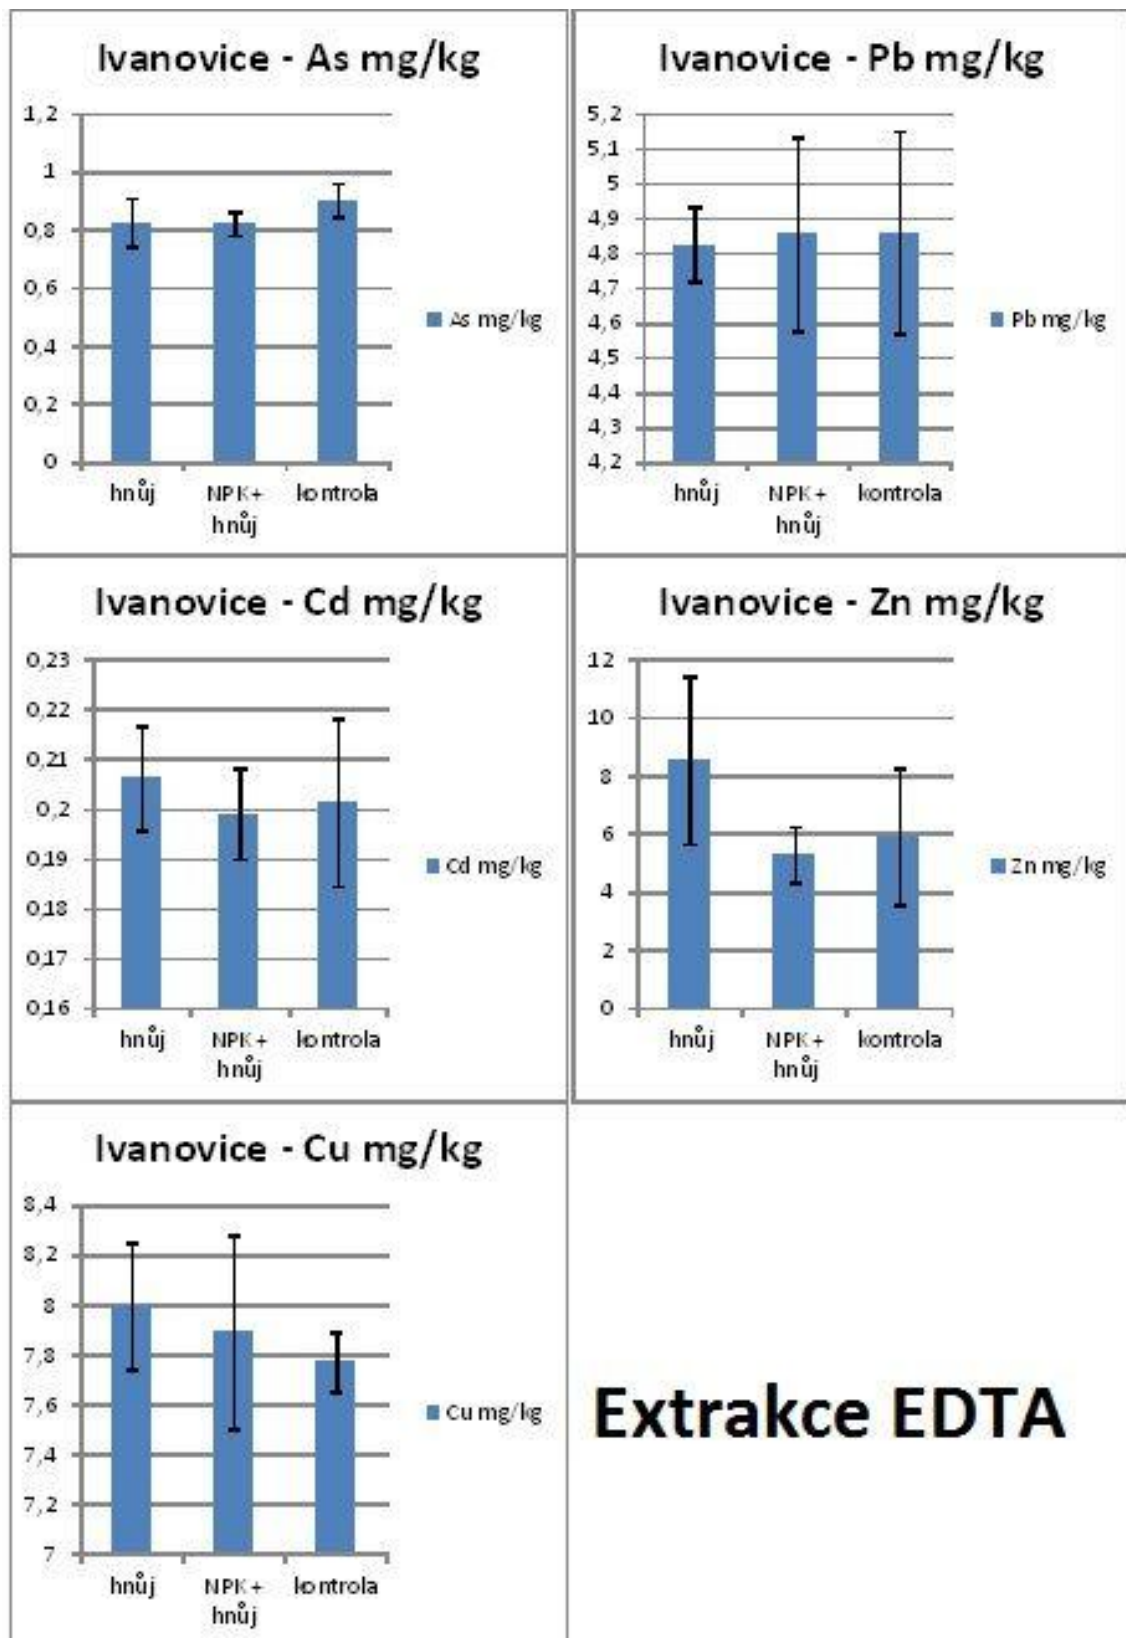 Ivanovice - As mg/kg
1,2
1
0,8
0,6
0,4
0,2
0
hnůj
NPK+
hnůj
kontrola
As mg/kg
Ivanovice - Pb mg/kg
5,2
5,1
5
4,9
4,8
4,7
4,6
4,5
4,4
4,3
4,2
hnůj
NPK+
hnůj
kontrola
Pb mg/kg
Ivanovice - Cd mg/kg
0,23
0,22
0,21
0,2
0,19
0,18
0,17
0,16
hnůj
NPK+
hnůj
kontrola
Cd mg/kg
Ivanovice - Zn mg/kg
12
10
8
6
4
2
0
hnůj
NPK+
hnůj
kontrola
Zn mg/kg
Ivanovice - Cu mg/kg
8,4
8,2
8
7,8
7,6
7,4
7,2
7
hnůj
NPK+
hnůj
kontrola
Cu mg/kg
Extrakce EDTA